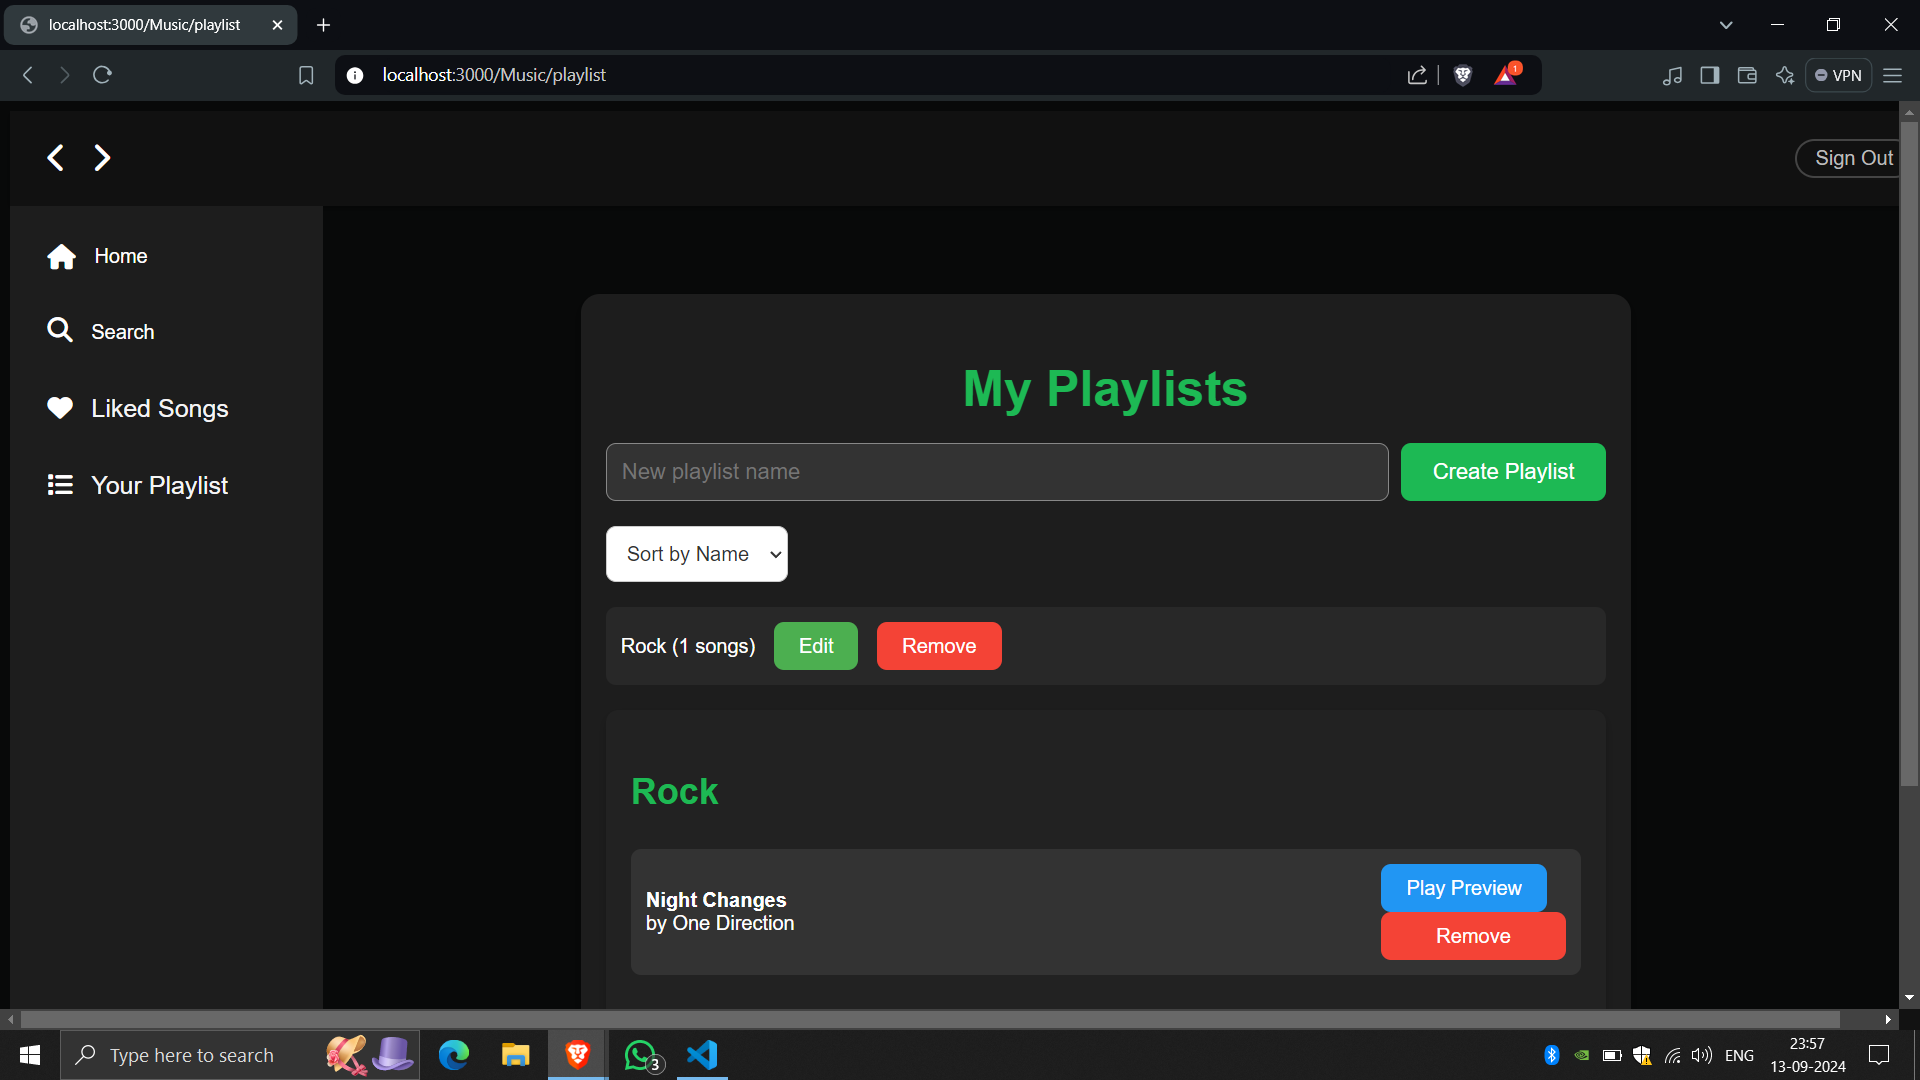 localhost:3000/Music/playlist
localhost:3000/Music/playlist
1
VPN
Sign Out
Home
Search
Liked Songs
Your Playlist
My Playlists
New playlist name
Create Playlist
Sort by Name
Rock (1 songs)
Edit
Remove
Rock
Night Changes
by One Direction
Play Preview
Remove
Type here to search
3
ENG
23:57
13-09-2024